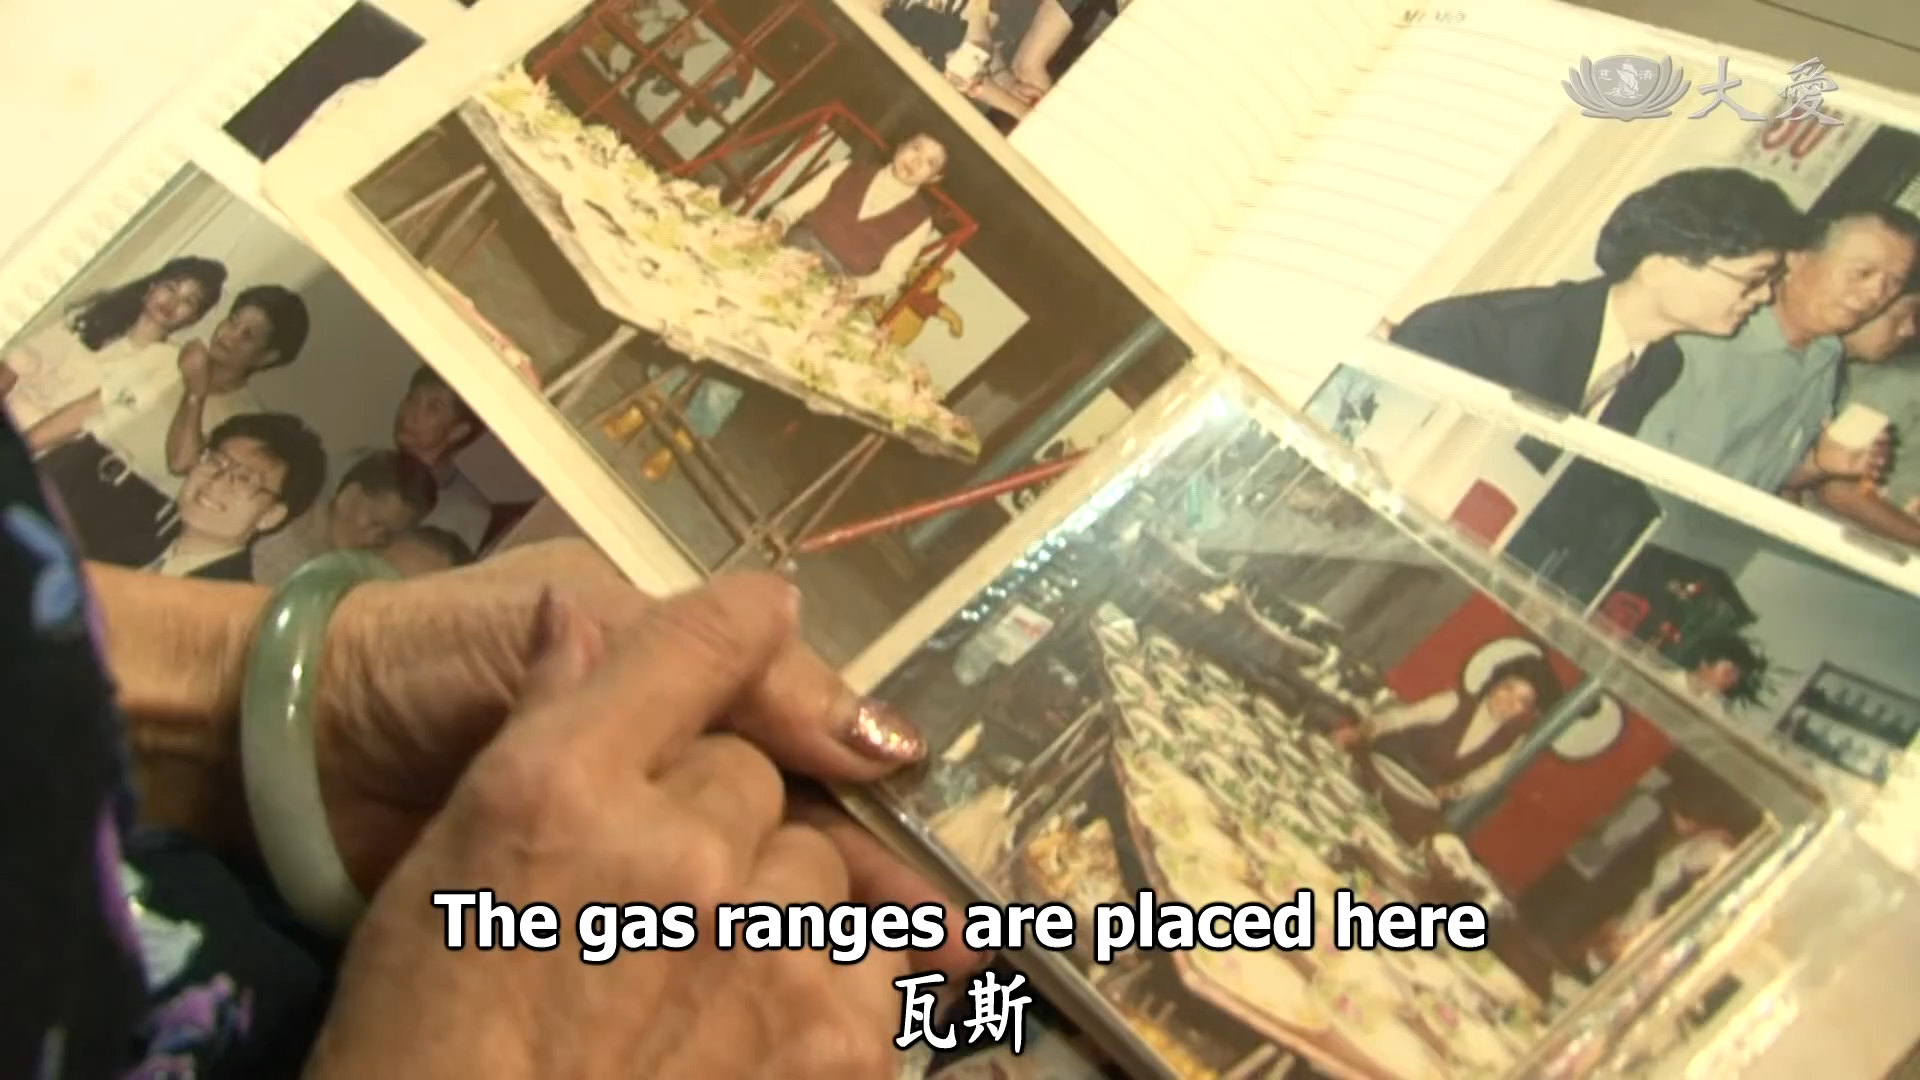 大愛
The gas ranges are placed here
瓦斯